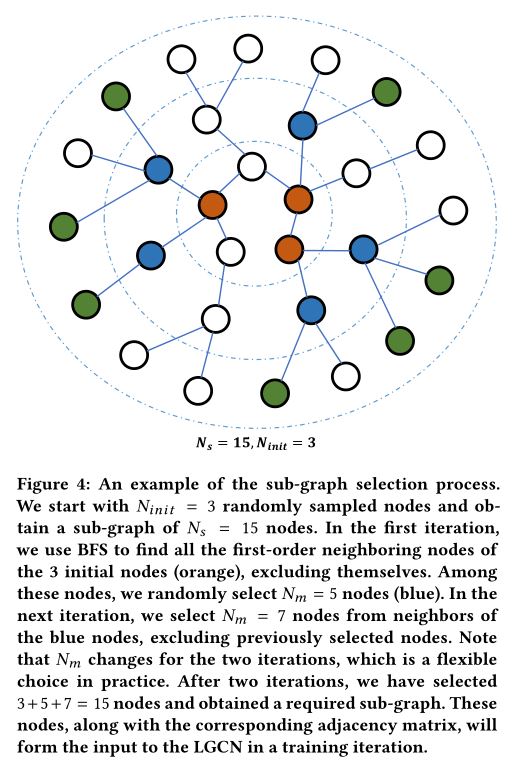 N_s = 15, N_init = 3
Figure 4: An example of the sub-graph selection process.
We start with N_init = 3 randomly sampled nodes and ob-
tain a sub-graph of N_s = 15 nodes. In the first iteration,
we use BFS to find all the first-order neighboring nodes of
the 3 initial nodes (orange), excluding themselves. Among
these nodes, we randomly select N_m = 5 nodes (blue). In the
next iteration, we select N_m = 7 nodes from neighbors of
the blue nodes, excluding previously selected nodes. Note
that N_m changes for the two iterations, which is a flexible
choice in practice. After two iterations, we have selected
3+5+7 = 15 nodes and obtained a required sub-graph. These
nodes, along with the corresponding adjacency matrix, will
form the input to the LGCN in a training iteration.